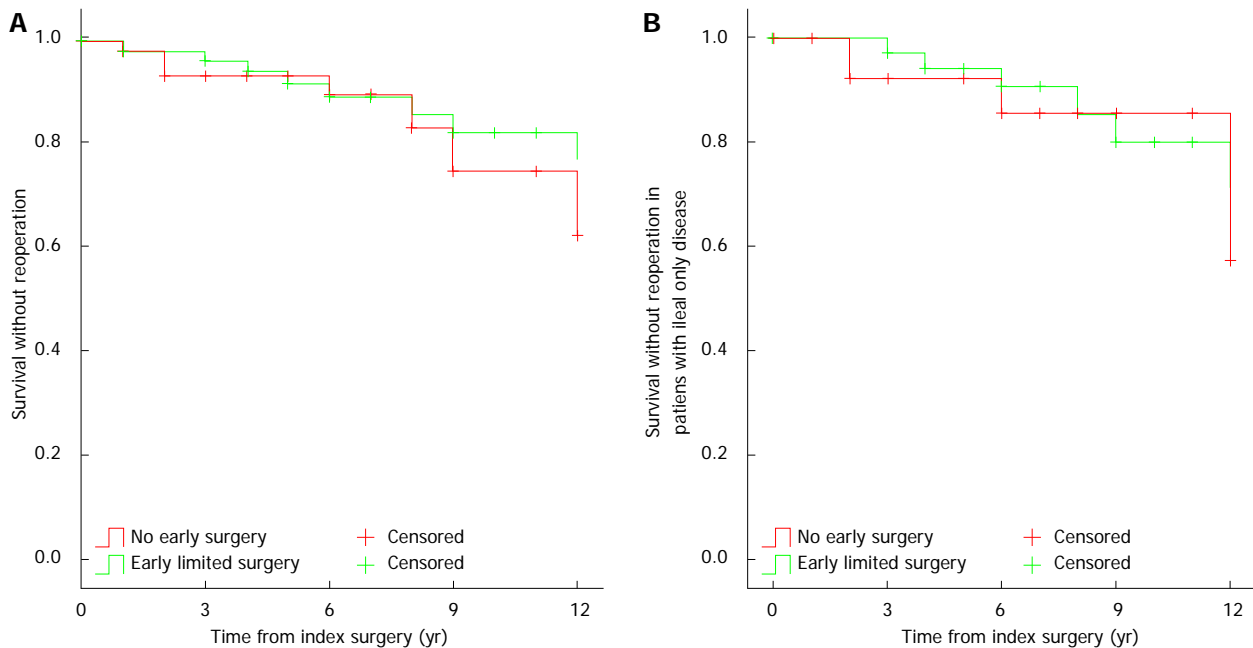 A
1.0
0.8
0.6
0.4
0.2
0.0
Survival without reoperation
No early surgery
Censored
Early limited surgery
Censored
0 3 6 9 12
Time from index surgery (yr)
B
1.0
0.8
0.6
0.4
0.2
0.0
Survival without reoperation in
patiens with ileal only disease
No early surgery
Censored
Early limited surgery
Censored
0 3 6 9 12
Time from index surgery (yr)